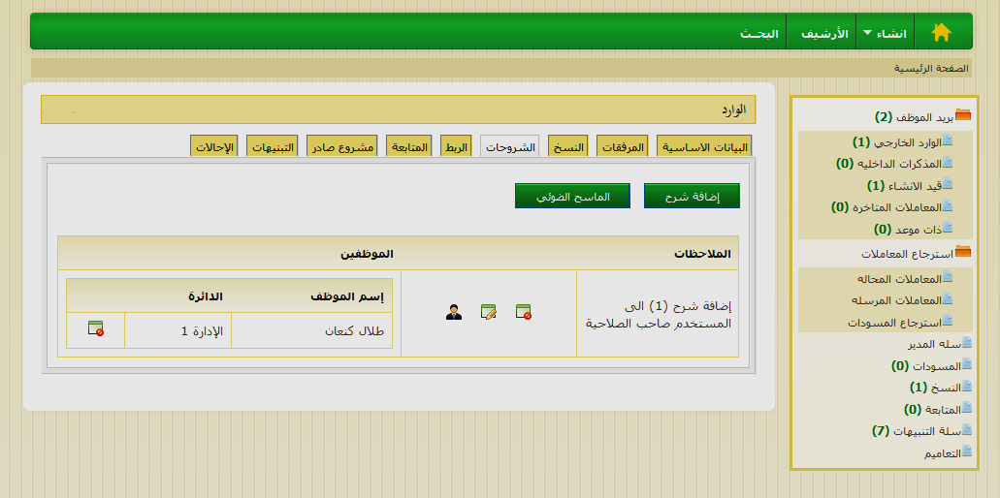 انشاء
الأرشيف
البحـث
الصفحة الرئيسية
بريد الموظف (2)
الوارد الخارجي (1)
المذكرات الداخليه (0)
قيد الانشاء (1)
المعاملات المتاخره (0)
ذات موعد (0)
استرجاع المعاملات
المعاملات المحاله
المعاملات المرسله
استرجاع المسودات
سله المدير
المسودات (0)
النسخ (1)
المتابعة (0)
سلة التنبيهات (7)
التعاميم
الوارد
البيانات الاساسية
المرفقات
النسخ
الشروحات
الربط
المتابعة
مشروع صادر
التنبيهات
الإحالات
إضافة شرح
الماسح الضوئي
الملاحظات
الموظفين
إضافة شرح (1) الى
المستخدم صاحب الصلاحية
إسم الموظف
الدائرة
طلال كنعان
الإدارة 1